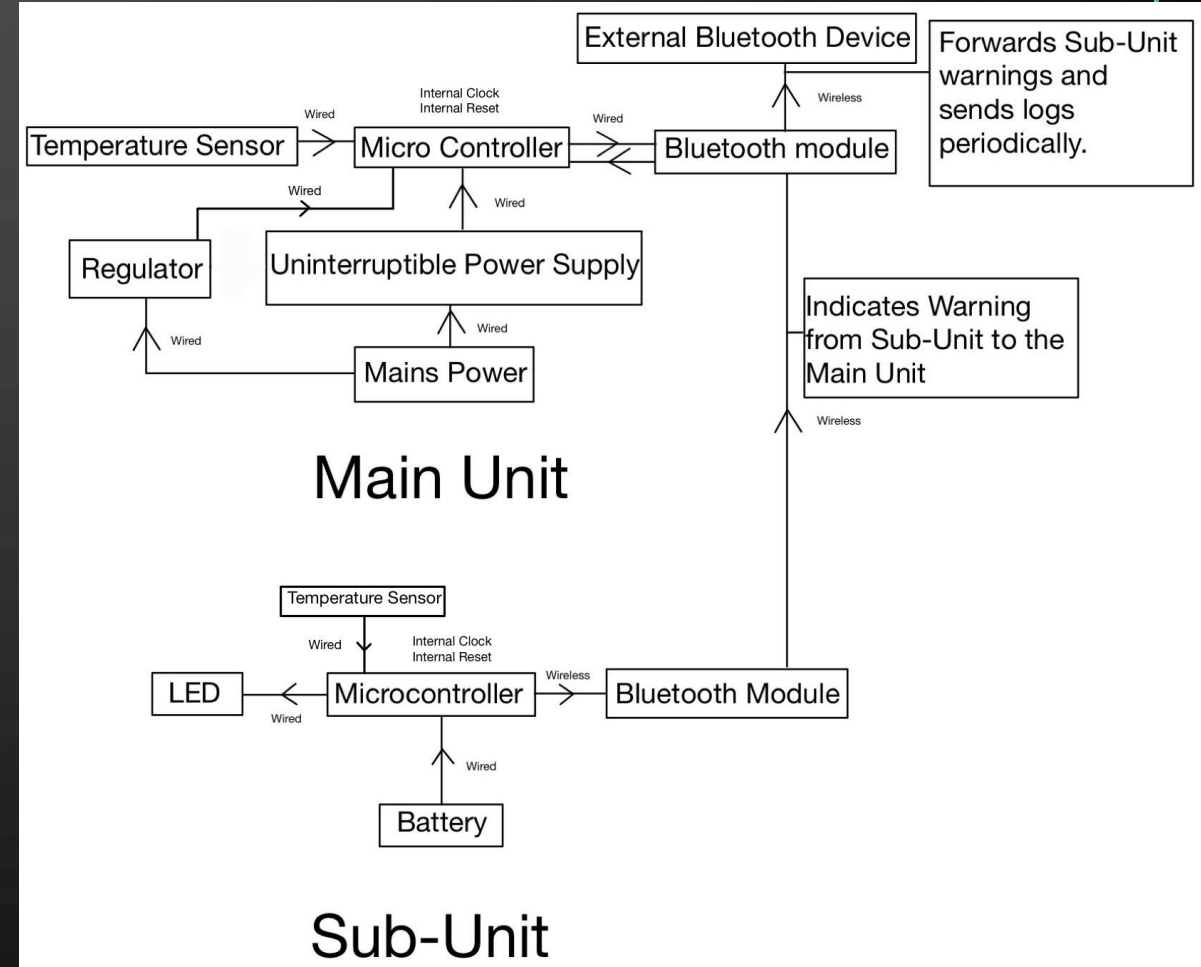 External Bluetooth Device
Forwards Sub-Unit
warnings and
sends logs
periodically.
Wireless
Internal Clock
Internal Reset
Wired
Wired
Temperature Sensor
Micro Controller
Bluetooth module
Wired
Wired
Regulator
Uninterruptible Power Supply
Indicates Warning
from Sub-Unit to the
Main Unit
Wired
Wired
Mains Power
Wireless
Main Unit
Temperature Sensor
Wired
Internal Clock
Internal Reset
Wireless
LED
Microcontroller
Bluetooth Module
Wired
Wired
Battery
Sub-Unit